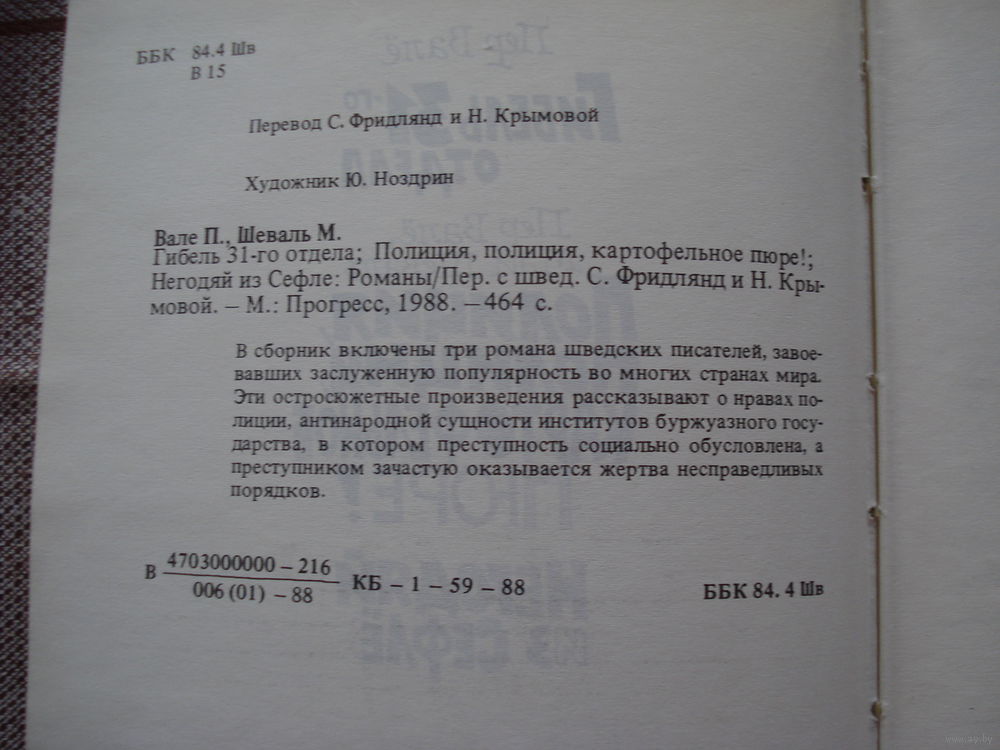 ББК 84.4 Шв
В 15
Перевод С. Фридлянд и Н. Крымовой
Художник Ю. Ноздрин
Вале П., Шеваль М.
Гибель 31-го отдела; Полиция, полиция, картофельное пюре!;
Негодяй из Сефле: Романы/Пер. с швед. С. Фридлянд и Н. Кры-
мовой. – М.: Прогресс, 1988. – 464 с.
В сборник включены три романа шведских писателей, завое-
вавших заслуженную популярность во многих странах мира.
Эти остросюжетные произведения рассказывают о нравах по-
лиции, антинародной сущности институтов буржуазного госу-
дарства, в котором преступность социально обусловлена, а
преступником зачастую оказывается жертва несправедливых
порядков.
В 4703000000 – 216
006 (01) – 88
КБ – 1 – 59 – 88
ББК 84. 4 Шв
www.ay.by